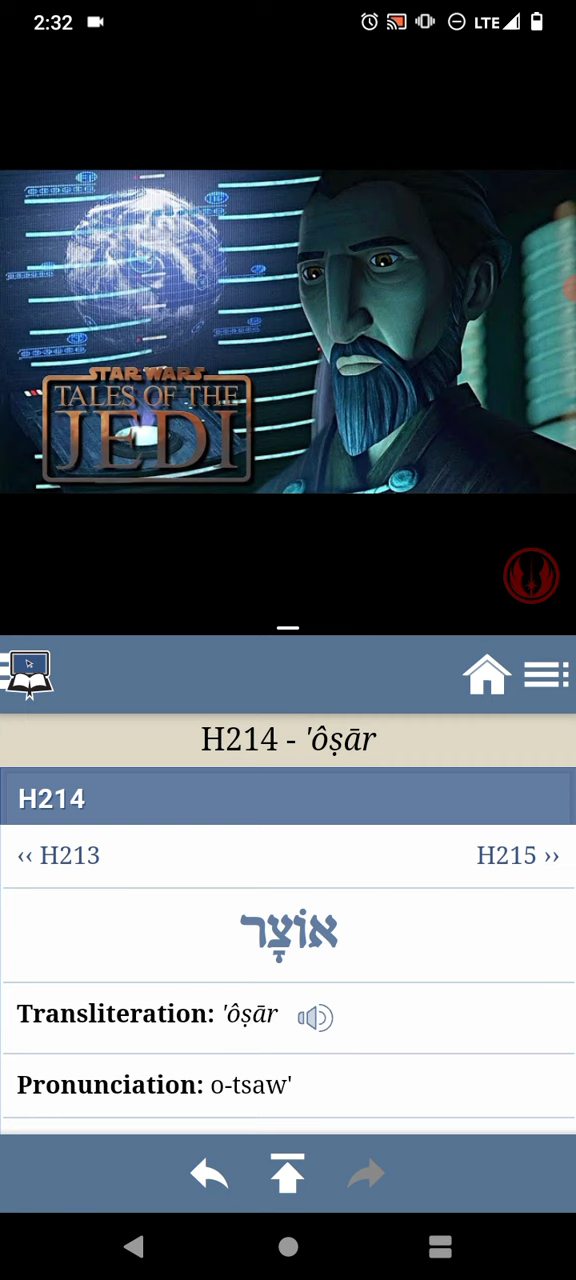 2:32
LTE
STAR WARS
TALES OF THE
JEDI
H214 - 'ôṣār
H214
‹‹ H213
H215 ››
אוֹצָר
Transliteration: 'ôṣār
Pronunciation: o-tsaw'